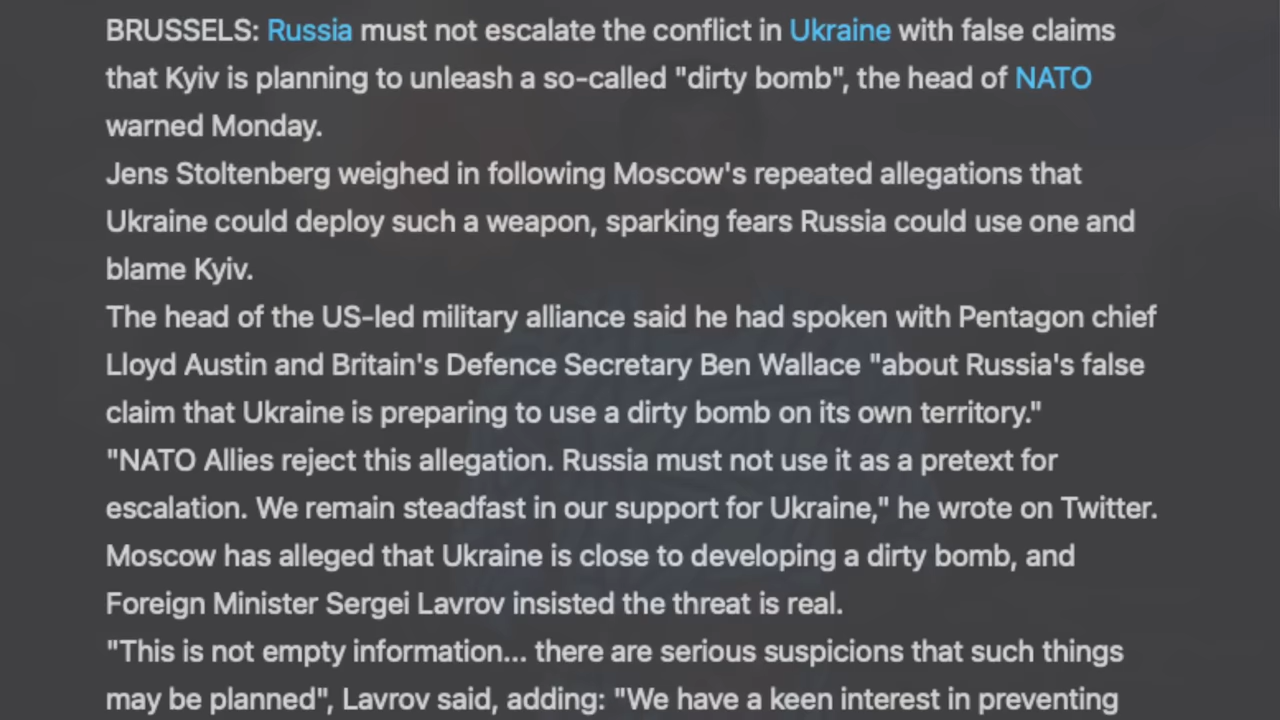 BRUSSELS: Russia must not escalate the conflict in Ukraine with false claims
that Kyiv is planning to unleash a so-called "dirty bomb", the head of NATO
warned Monday.
Jens Stoltenberg weighed in following Moscow's repeated allegations that
Ukraine could deploy such a weapon, sparking fears Russia could use one and
blame Kyiv.
The head of the US-led military alliance said he had spoken with Pentagon chief
Lloyd Austin and Britain's Defence Secretary Ben Wallace "about Russia's false
claim that Ukraine is preparing to use a dirty bomb on its own territory."
"NATO Allies reject this allegation. Russia must not use it as a pretext for
escalation. We remain steadfast in our support for Ukraine," he wrote on Twitter.
Moscow has alleged that Ukraine is close to developing a dirty bomb, and
Foreign Minister Sergei Lavrov insisted the threat is real.
"This is not empty information... there are serious suspicions that such things
may be planned", Lavrov said, adding: "We have a keen interest in preventing